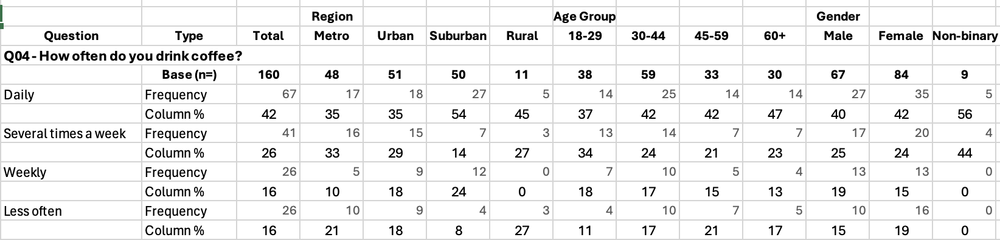 Region Age Group Gender
Question Type Total Metro Urban Suburban Rural 18-29 30-44 45-59 60+ Male Female Non-binary
Q04 - How often do you drink coffee?
Base (n=) 160 48 51 50 11 38 59 33 30 67 84 9
Daily Frequency 67 17 18 27 5 14 25 14 14 27 35 5
Column % 42 35 35 54 45 37 42 42 47 40 42 56
Several times a week Frequency 41 16 15 7 3 13 14 7 7 17 20 4
Column % 26 33 29 14 27 34 24 21 23 25 24 44
Weekly Frequency 26 5 9 12 0 7 10 5 4 13 13 0
Column % 16 10 18 24 0 18 17 15 13 19 15 0
Less often Frequency 26 10 9 4 3 4 10 7 5 10 16 0
Column % 16 21 18 8 27 11 17 21 17 15 19 0